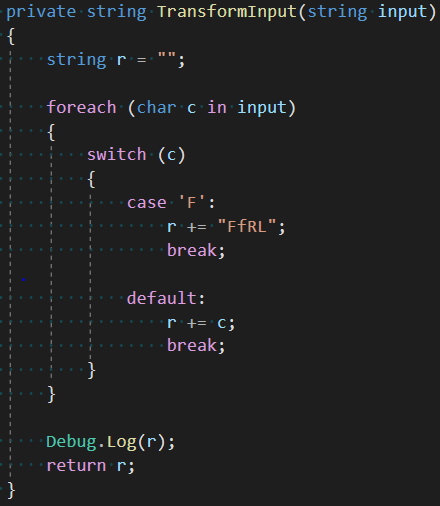 private string TransformInput(string input)
{
    string r = "";

    foreach (char c in input)
    {
        switch (c)
        {
            case 'F':
                r += "FfRL";
                break;

            default:
                r += c;
                break;
        }
    }

    Debug.Log(r);
    return r;
}